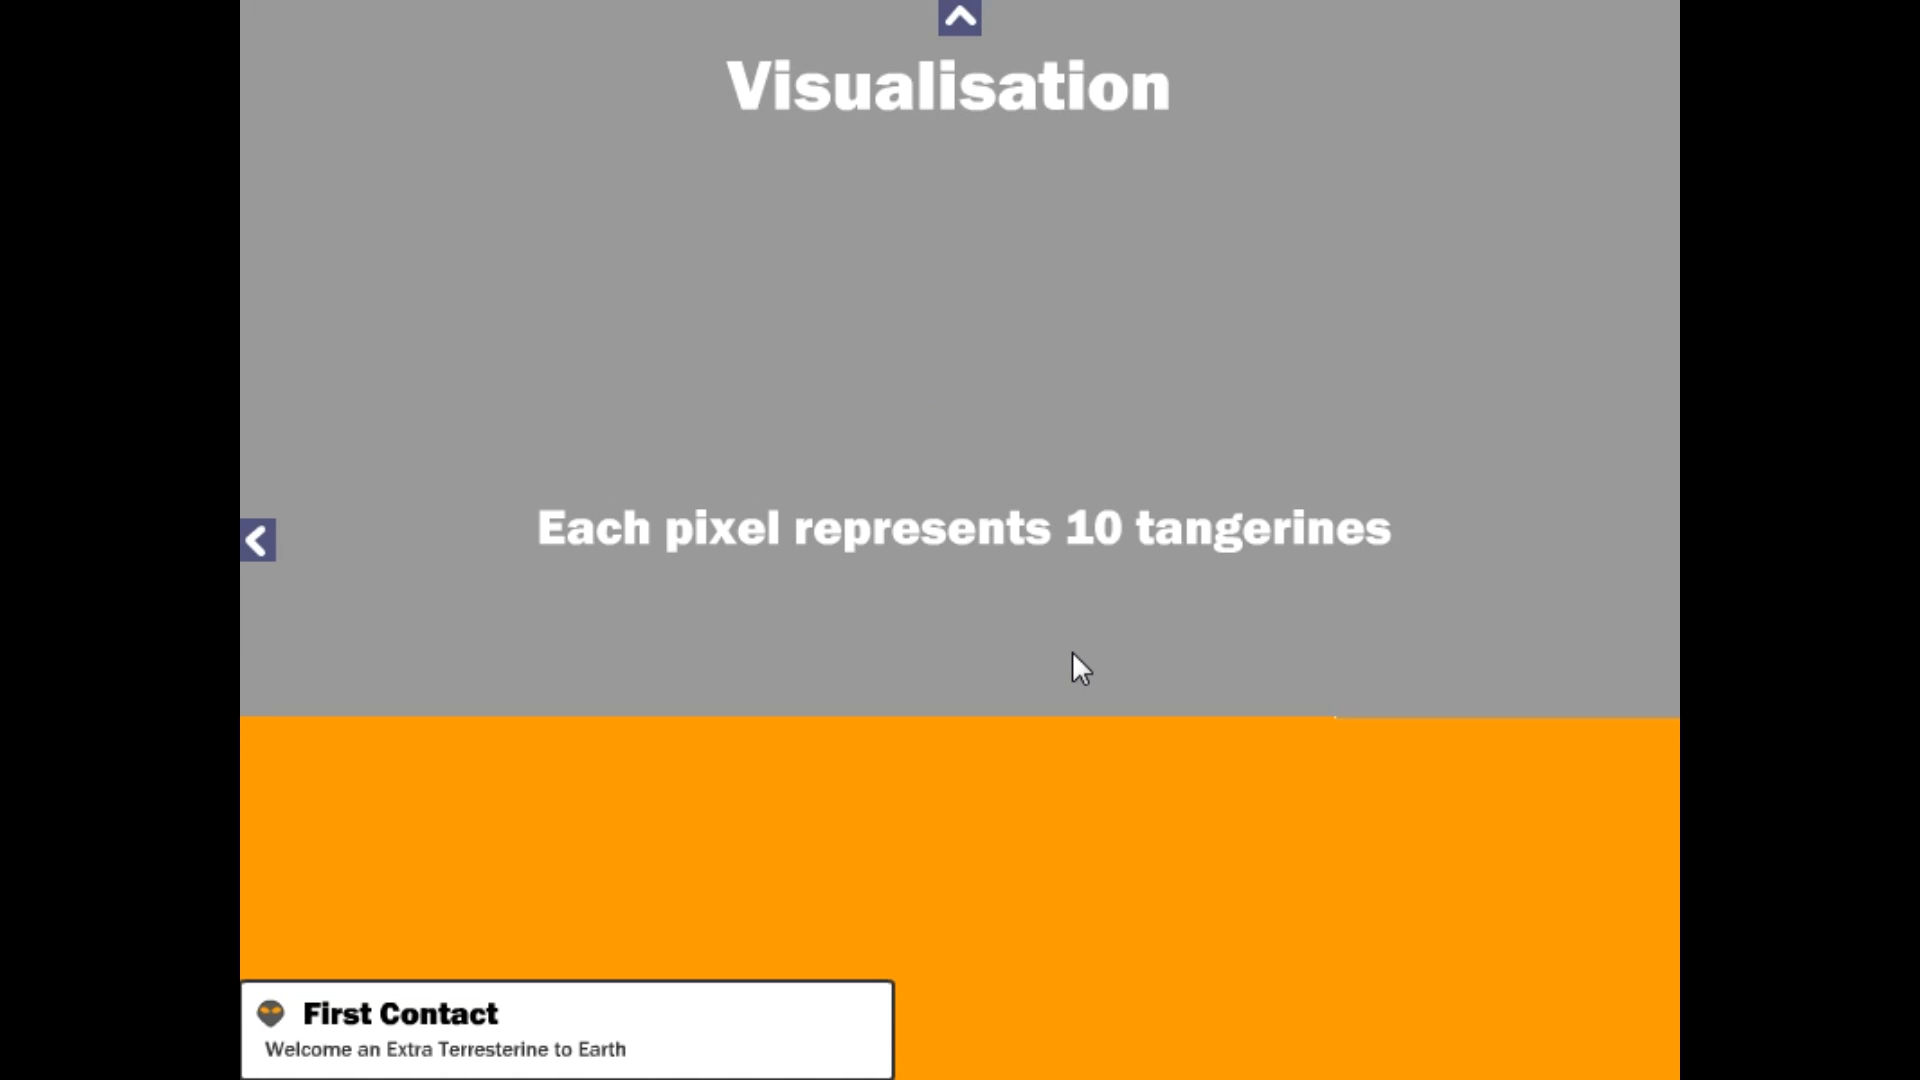 Visualisation
Each pixel represents 10 tangerines
First Contact
Welcome an Extra Terresterine to Earth